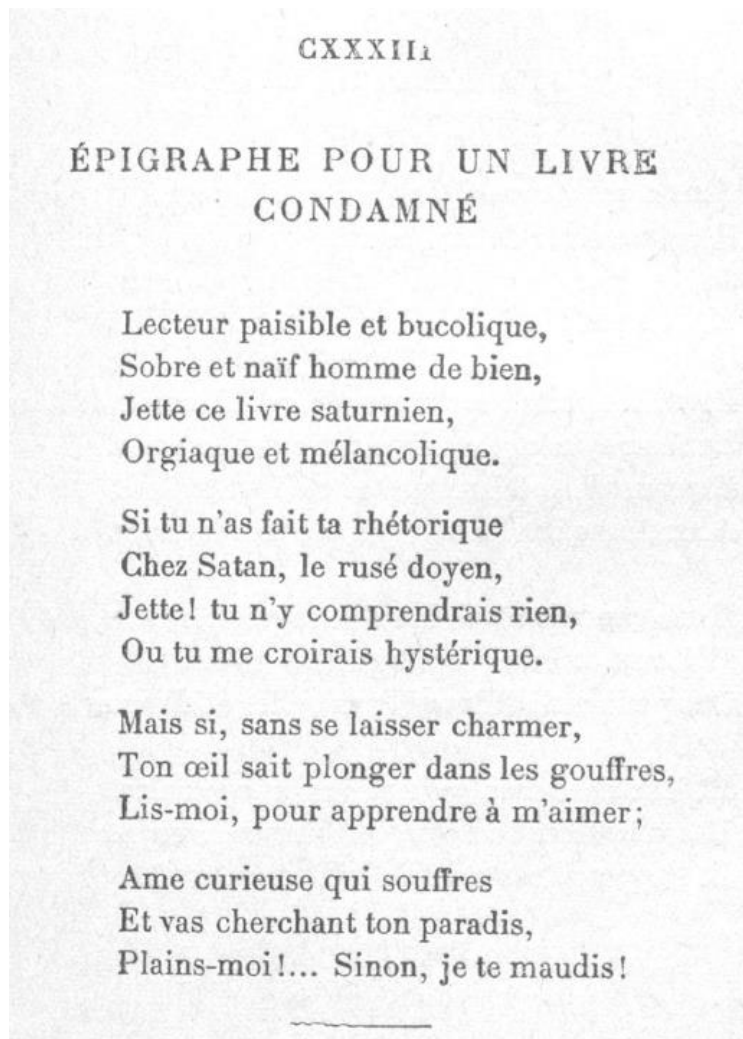 CXXXIII
ÉPIGRAPHE POUR UN LIVRE
CONDAMNÉ
Lecteur paisible et bucolique,
Sobre et naïf homme de bien,
Jette ce livre saturnien,
Orgiaque et mélancolique.
Si tu n'as fait ta rhétorique
Chez Satan, le rusé doyen,
Jette! tu n'y comprendrais rien,
Ou tu me croirais hystérique.
Mais si, sans se laisser charmer,
Ton œil sait plonger dans les gouffres,
Lis-moi, pour apprendre à m'aimer;
Ame curieuse qui souffres
Et vas cherchant ton paradis,
Plains-moi!... Sinon, je te maudis!